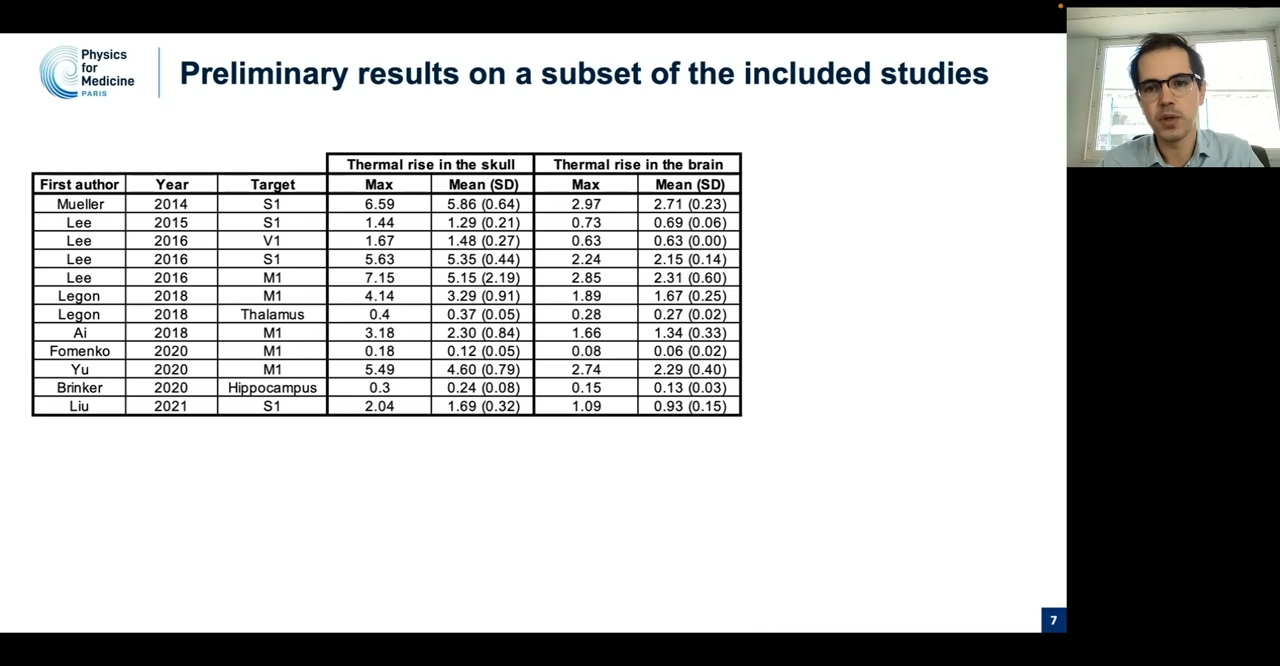 Physics
for
Medicine
PARIS
Preliminary results on a subset of the included studies
Thermal rise in the skull Thermal rise in the brain
First author Year Target Max Mean (SD) Max Mean (SD)
Mueller 2014 S1 6.59 5.86 (0.64) 2.97 2.71 (0.23)
Lee 2015 S1 1.44 1.29 (0.21) 0.73 0.69 (0.06)
Lee 2016 V1 1.67 1.48 (0.27) 0.63 0.63 (0.00)
Lee 2016 S1 5.63 5.35 (0.44) 2.24 2.15 (0.14)
Lee 2016 M1 7.15 5.15 (2.19) 2.85 2.31 (0.60)
Legon 2018 M1 4.14 3.29 (0.91) 1.89 1.67 (0.25)
Legon 2018 Thalamus 0.4 0.37 (0.05) 0.28 0.27 (0.02)
Ai 2018 M1 3.18 2.30 (0.84) 1.66 1.34 (0.33)
Fomenko 2020 M1 0.18 0.12 (0.05) 0.08 0.06 (0.02)
Yu 2020 M1 5.49 4.60 (0.79) 2.74 2.29 (0.40)
Brinker 2020 Hippocampus 0.3 0.24 (0.08) 0.15 0.13 (0.03)
Liu 2021 S1 2.04 1.69 (0.32) 1.09 0.93 (0.15)
7